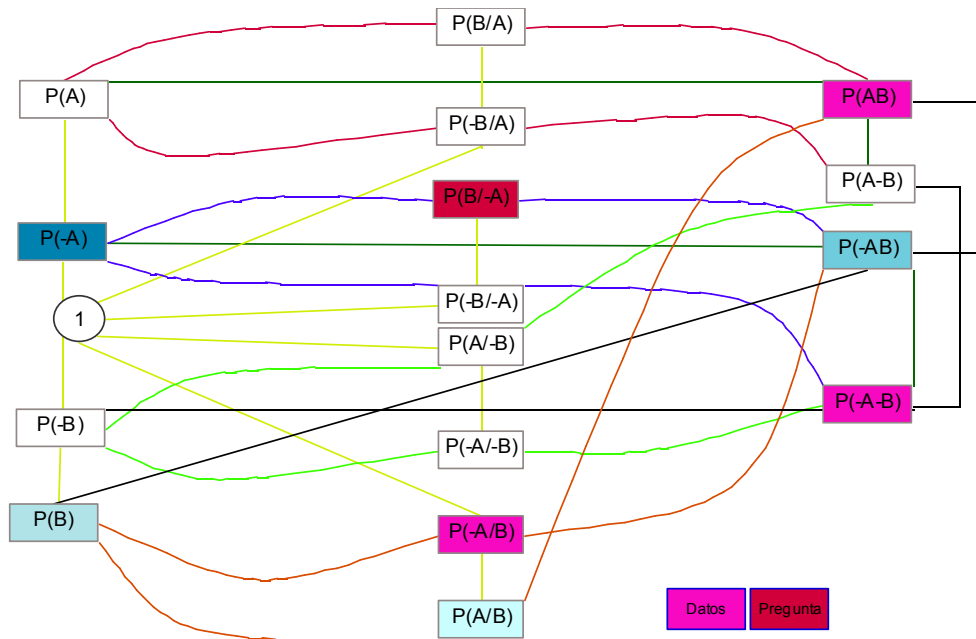 P(B/A)
P(A)
P(AB)
P(-B/A)
P(A-B)
P(B/-A)
P(-A)
P(-AB)
P(-B/-A)
1
P(A/-B)
P(-A-B)
P(-B)
P(-A/-B)
P(B)
P(-A/B)
P(A/B)
Datos
Pregunta